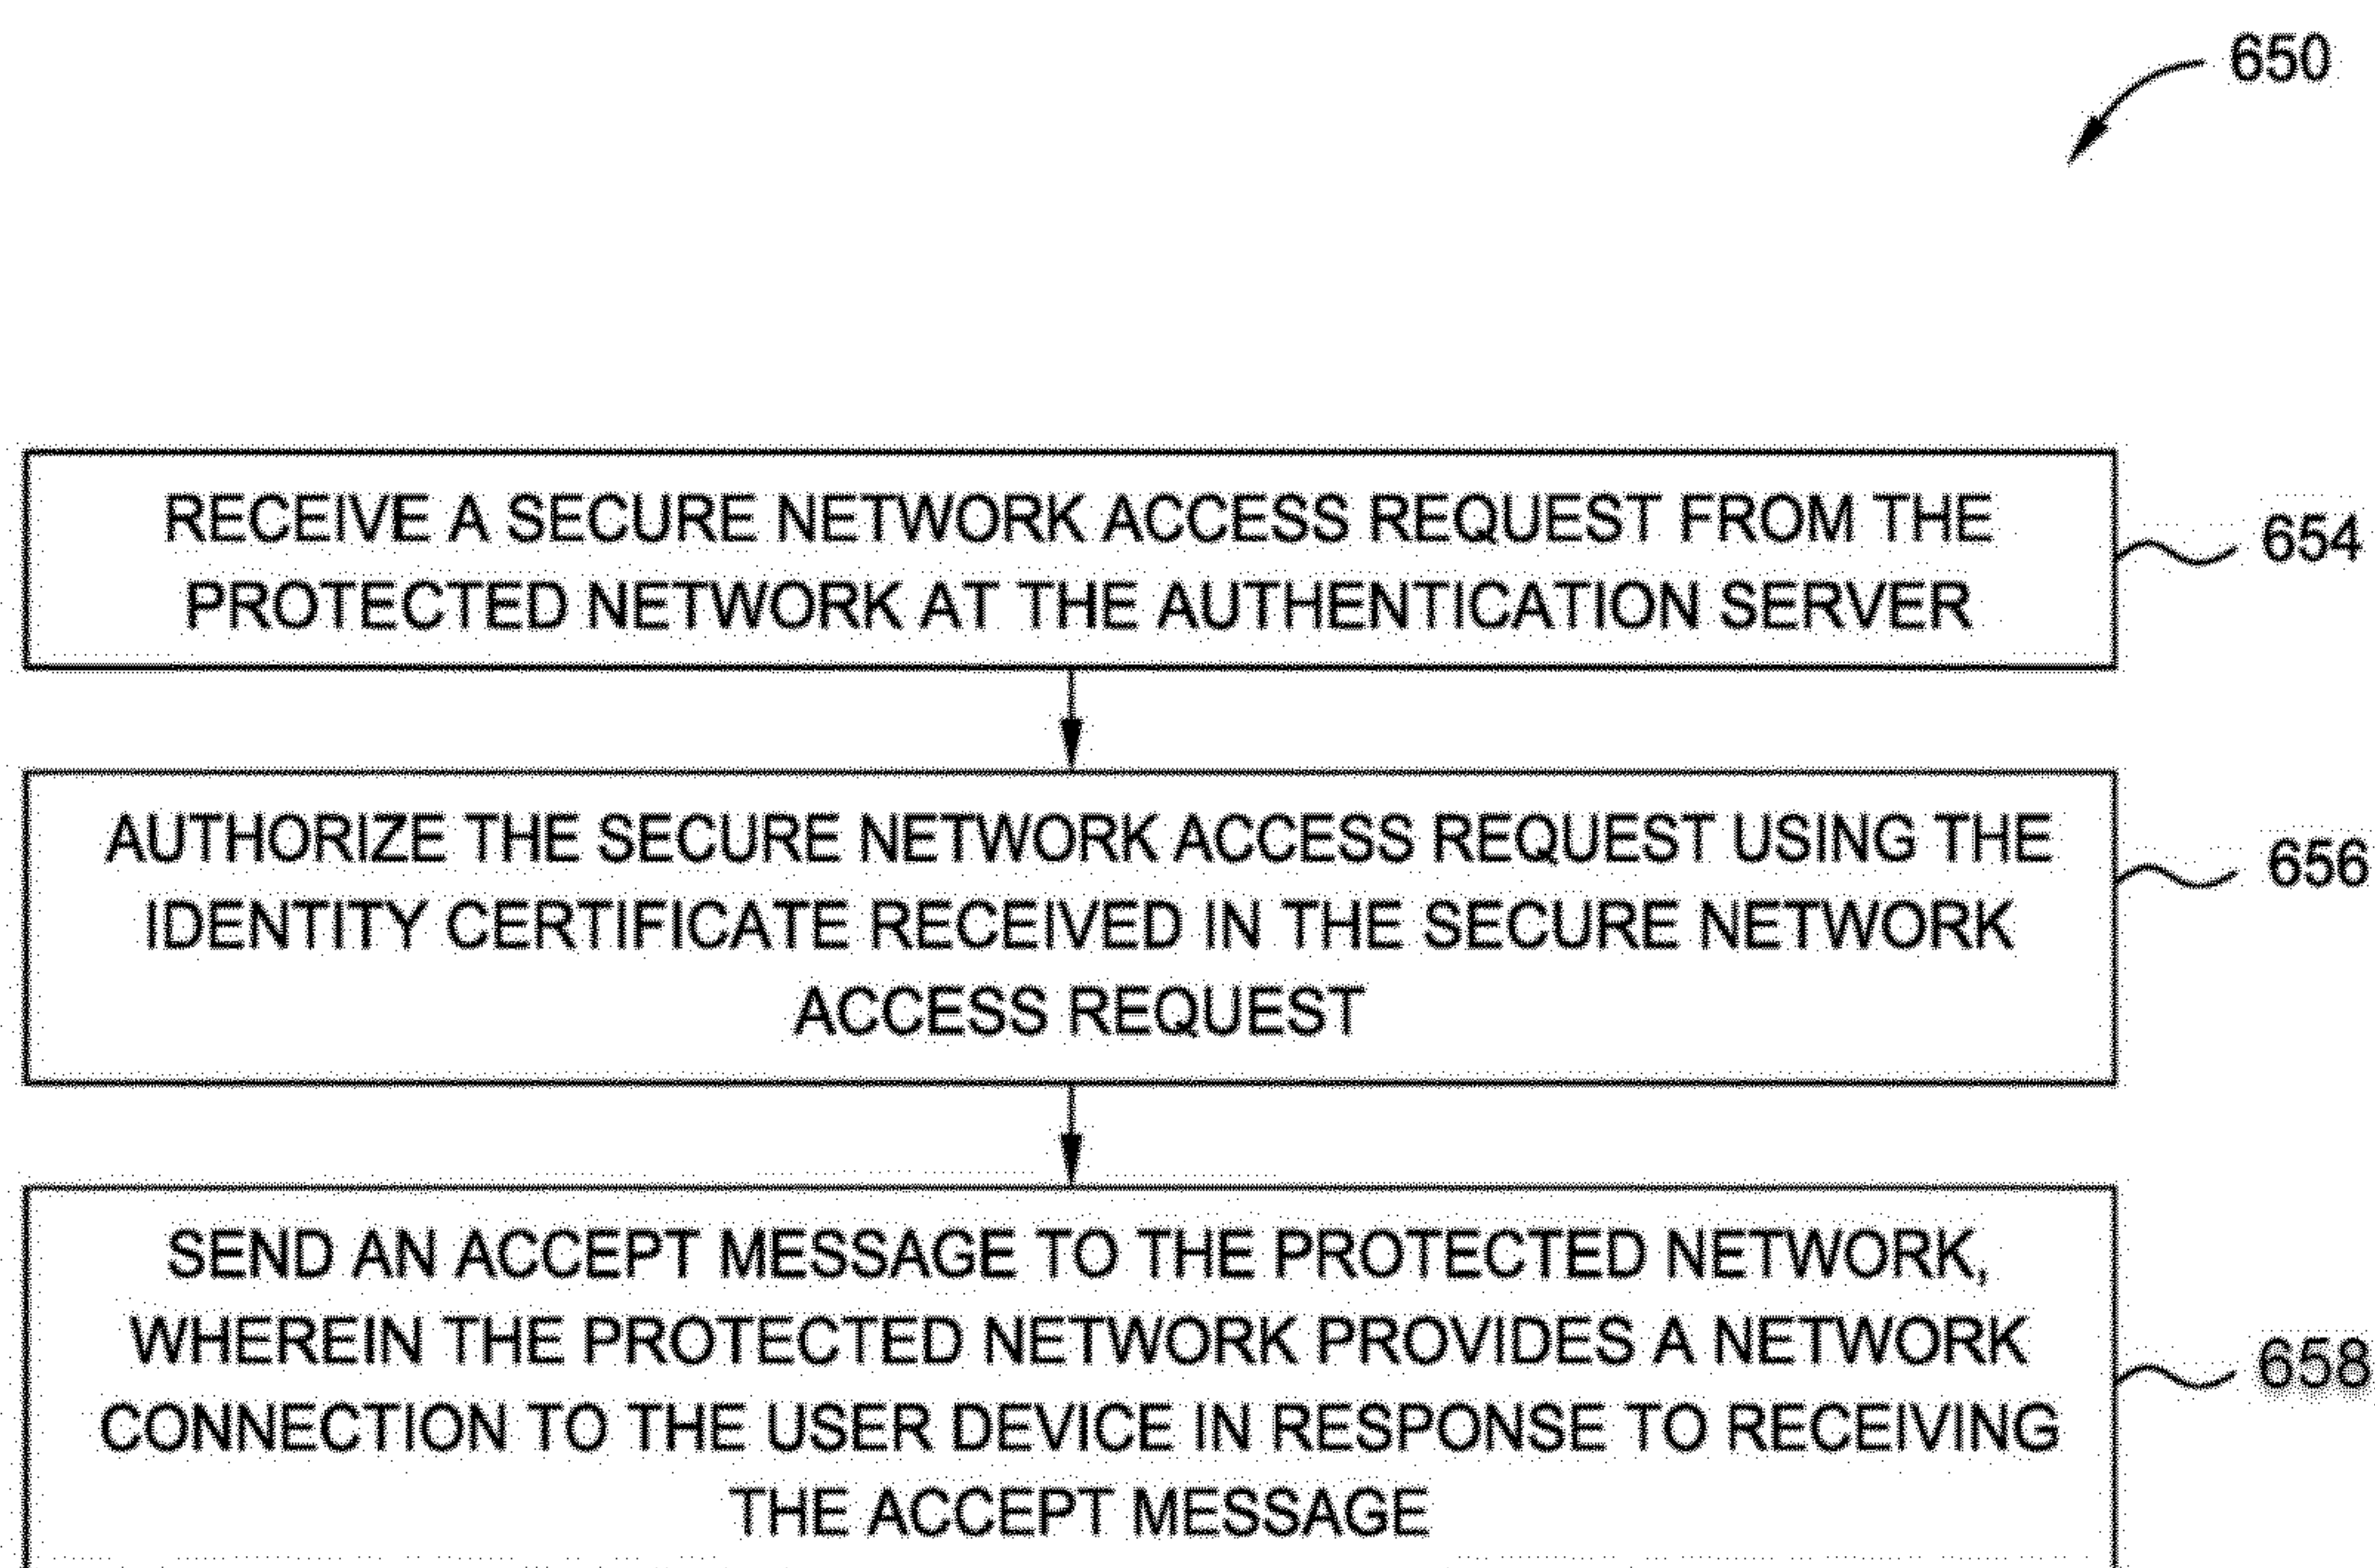 650
RECEIVE A SECURE NETWORK ACCESS REQUEST FROM THE
PROTECTED NETWORK AT THE AUTHENTICATION SERVER
654
AUTHORIZE THE SECURE NETWORK ACCESS REQUEST USING THE
IDENTITY CERTIFICATE RECEIVED IN THE SECURE NETWORK
ACCESS REQUEST
656
SEND AN ACCEPT MESSAGE TO THE PROTECTED NETWORK,
WHEREIN THE PROTECTED NETWORK PROVIDES A NETWORK
CONNECTION TO THE USER DEVICE IN RESPONSE TO RECEIVING
THE ACCEPT MESSAGE
658